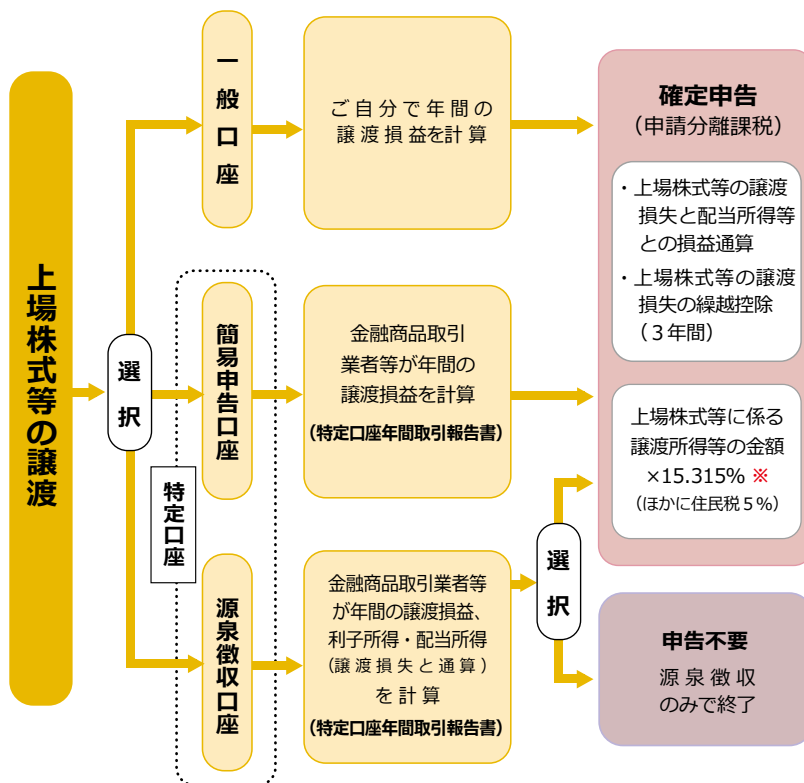 上場株式等の譲渡
選択
一般口座
ご自分で年間の
譲渡損益を計算
特定口座
簡易申告口座
金融商品取引
業者等が年間の
譲渡損益を計算
(特定口座年間取引報告書)
源泉徴収口座
金融商品取引業者等
が年間の譲渡損益、
利子所得・配当所得
(譲渡損失と通算)
を計算
(特定口座年間取引報告書)
選択
確定申告
(申請分離課税)
・上場株式等の譲渡
損失と配当所得等
との損益通算
・上場株式等の譲渡
損失の繰越控除
(3年間)
上場株式等に係る
譲渡所得等の金額
×15.315% ※
(ほかに住民税5%)
申告不要
源泉徴収
のみで終了